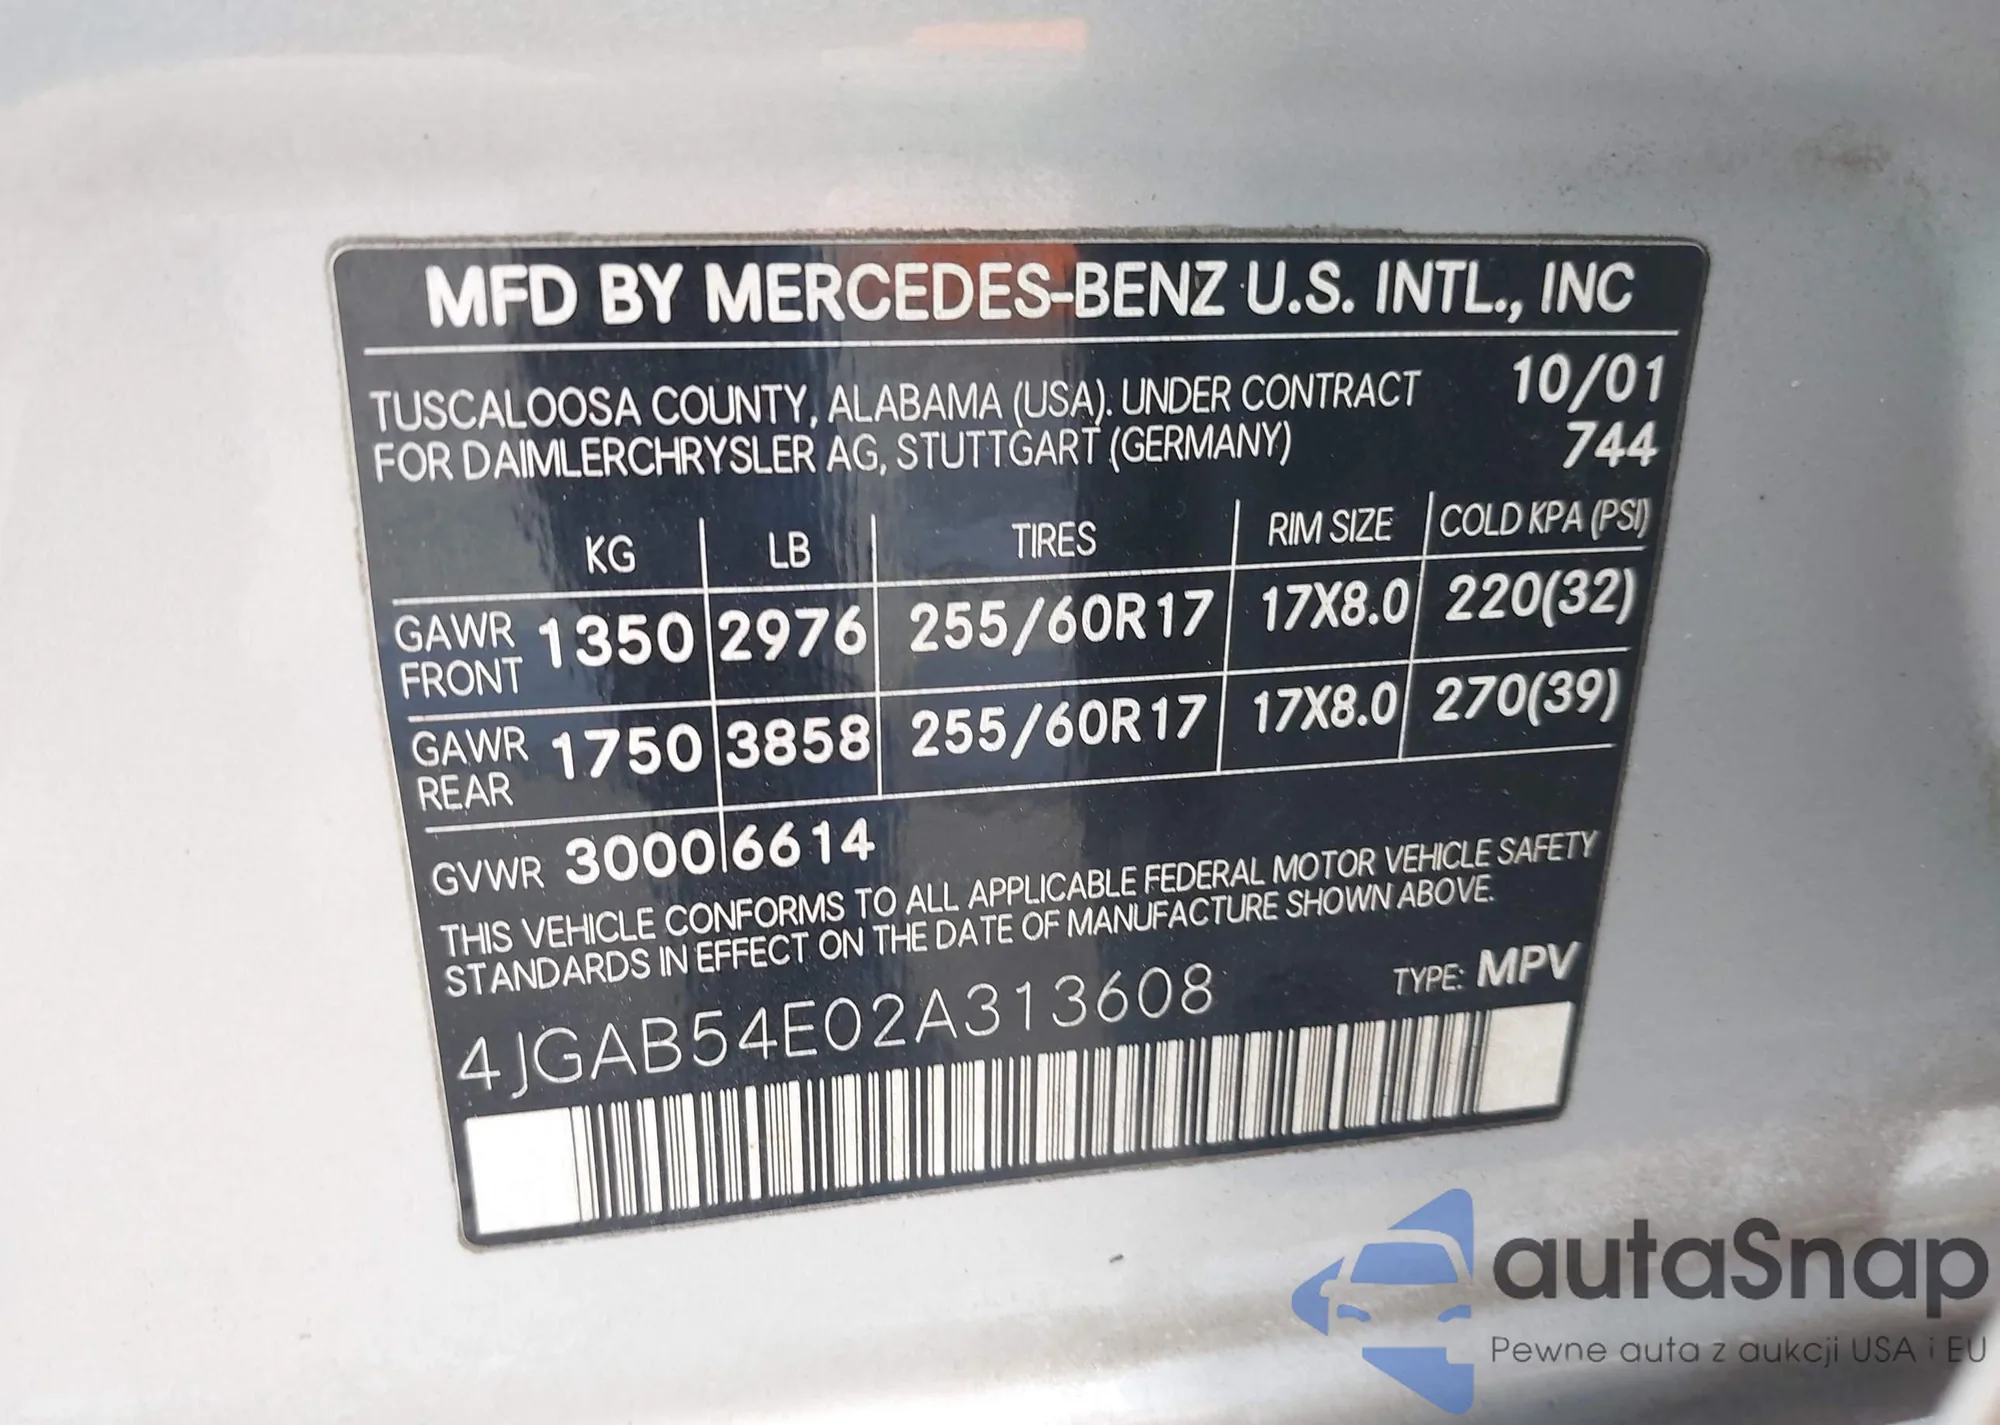 MFD BY MERCEDES-BENZ U.S. INTL., INC
TUSCALOOSA COUNTY, ALABAMA (USA). UNDER CONTRACT 10/01
FOR DAIMLERCHRYSLER AG, STUTTGART (GERMANY) 744
KG LB TIRES RIM SIZE COLD KPA (PSI)
GAWR FRONT 1350 2976 255/60R17 17X8.0 220(32)
GAWR REAR 1750 3858 255/60R17 17X8.0 270(39)
GVWR 3000 6614
THIS VEHICLE CONFORMS TO ALL APPLICABLE FEDERAL MOTOR VEHICLE SAFETY
STANDARDS IN EFFECT ON THE DATE OF MANUFACTURE SHOWN ABOVE.
4JGAB54E02A313608 TYPE: MPV
autaSnap
Pewne auta z aukcji USA i EU